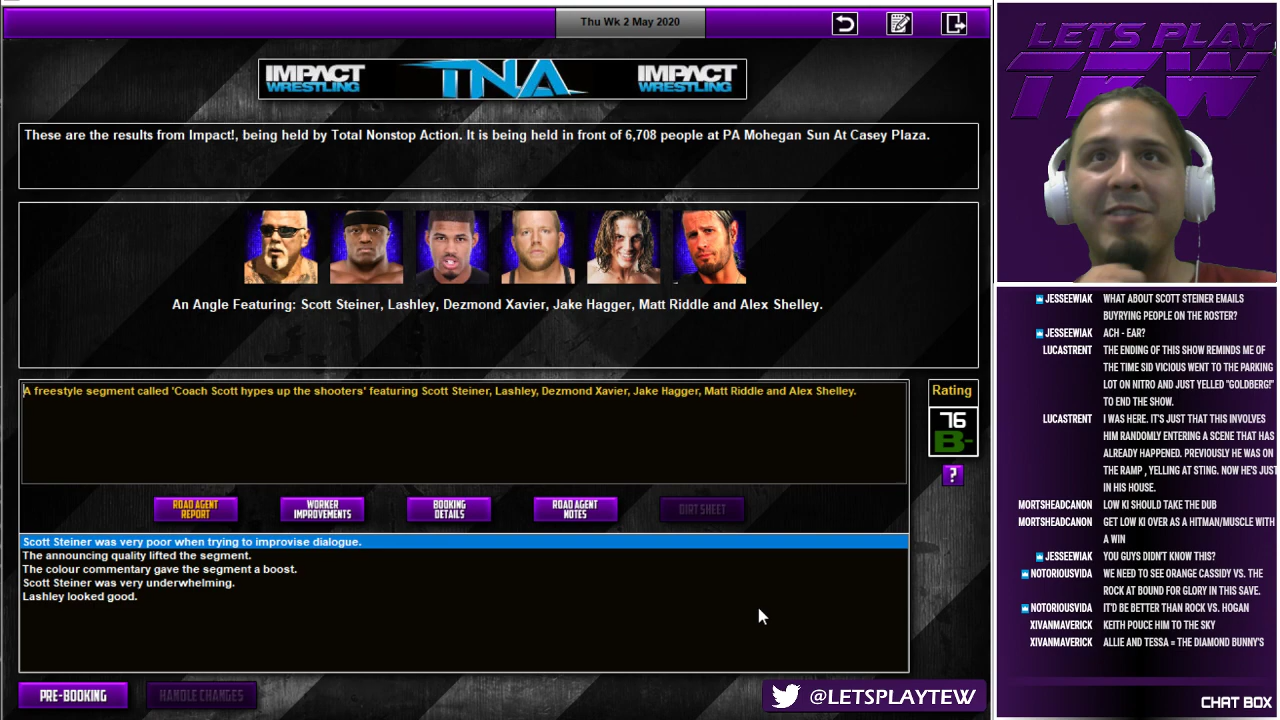 Thu Wk 2 May 2020
IMPACT WRESTLING TNA IMPACT WRESTLING
These are the results from Impact!, being held by Total Nonstop Action. It is being held in front of 6,708 people at PA Mohegan Sun At Casey Plaza.
An Angle Featuring: Scott Steiner, Lashley, Dezmond Xavier, Jake Hagger, Matt Riddle and Alex Shelley.
A freestyle segment called 'Coach Scott hypes up the shooters' featuring Scott Steiner, Lashley, Dezmond Xavier, Jake Hagger, Matt Riddle and Alex Shelley.
Rating
76
B-
?
ROAD AGENT REPORT
WORKER IMPROVEMENTS
BOOKING DETAILS
ROAD AGENT NOTES
DIRT SHEET
Scott Steiner was very poor when trying to improvise dialogue.
The announcing quality lifted the segment.
The colour commentary gave the segment a boost.
Scott Steiner was very underwhelming.
Lashley looked good.
PRE-BOOKING
HANDLE CHANGES
@LETSPLAYTEW
LETS PLAY
TEW
JESSEEWIAK WHAT ABOUT SCOTT STEINER EMAILS
BUYRYING PEOPLE ON THE ROSTER?
JESSEEWIAK ACH - EAR?
LUCASTRENT THE ENDING OF THIS SHOW REMINDS ME OF
THE TIME SID VICIOUS WENT TO THE PARKING
LOT ON NITRO AND JUST YELLED "GOLDBERG!"
TO END THE SHOW.
LUCASTRENT I WAS HERE. IT'S JUST THAT THIS INVOLVES
HIM RANDOMLY ENTERING A SCENE THAT HAS
ALREADY HAPPENED. PREVIOUSLY HE WAS ON
THE RAMP , YELLING AT STING. NOW HE'S JUST
IN HIS HOUSE.
MORTSHEADCANON LOW KI SHOULD TAKE THE DUB
MORTSHEADCANON GET LOW KI OVER AS A HITMAN/MUSCLE WITH
A WIN
JESSEEWIAK YOU GUYS DIDN'T KNOW THIS?
NOTORIOUSVIDA WE NEED TO SEE ORANGE CASSIDY VS. THE
ROCK AT BOUND FOR GLORY IN THIS SAVE.
NOTORIOUSVIDA IT'D BE BETTER THAN ROCK VS. HOGAN
XIVANMAVERICK KEITH POUCE HIM TO THE SKY
XIVANMAVERICK ALLIE AND TESSA = THE DIAMOND BUNNY'S
CHAT BOX